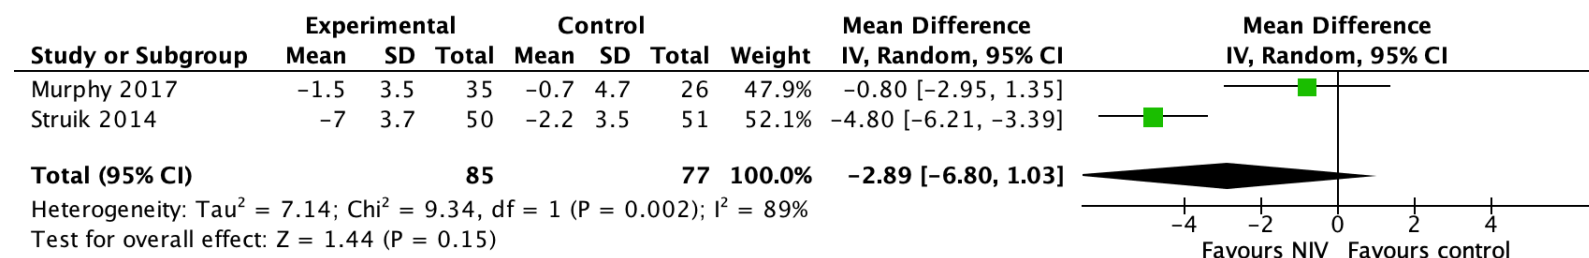 Experimental Control Mean Difference Mean Difference
Study or Subgroup Mean SD Total Mean SD Total Weight IV, Random, 95% CI IV, Random, 95% CI
Murphy 2017 −1.5 3.5 35 −0.7 4.7 26 47.9% −0.80 [−2.95, 1.35]
Struik 2014 −7 3.7 50 −2.2 3.5 51 52.1% −4.80 [−6.21, −3.39]
Total (95% CI) 85 77 100.0% −2.89 [−6.80, 1.03]
Heterogeneity: Tau² = 7.14; Chi² = 9.34, df = 1 (P = 0.002); I² = 89%
Test for overall effect: Z = 1.44 (P = 0.15)
−4 −2 0 2 4
Favours NIV Favours control